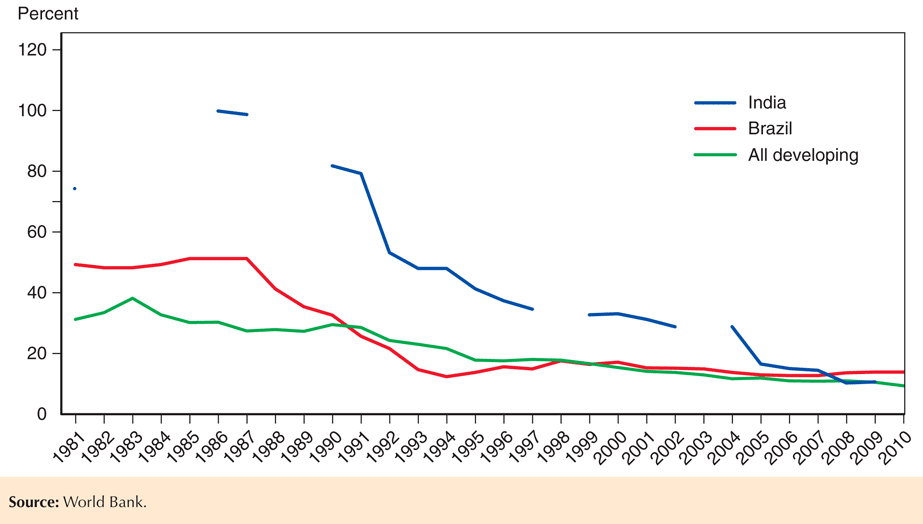 Percent
120
100
80
60
40
20
0
India
Brazil
All developing
1981 1982 1983 1984 1985 1986 1987 1988 1989 1990 1991 1992 1993 1994 1995 1996 1997 1998 1999 2000 2001 2002 2003 2004 2005 2006 2007 2008 2009 2010
Source: World Bank.